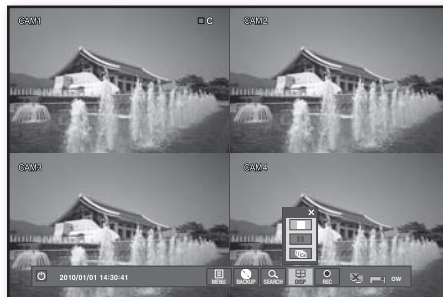 CAM1
C
CAM2
CAM3
CAM4
2010/01/01 14:30:41
MENU
BACKUP
SEARCH
DISP
REC
OW